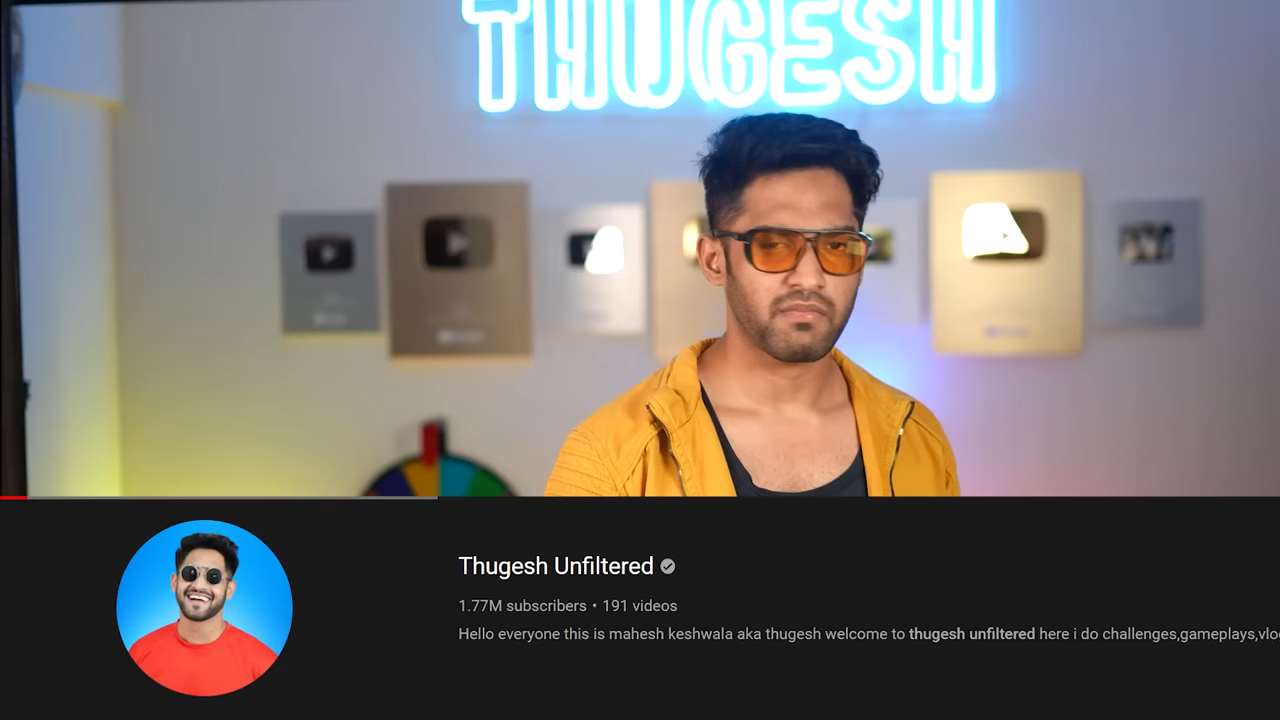 THUGESH
Thugesh Unfiltered
1.77M subscribers • 191 videos
Hello everyone this is mahesh keshwala aka thugesh welcome to thugesh unfiltered here i do challenges,gameplays,vlo